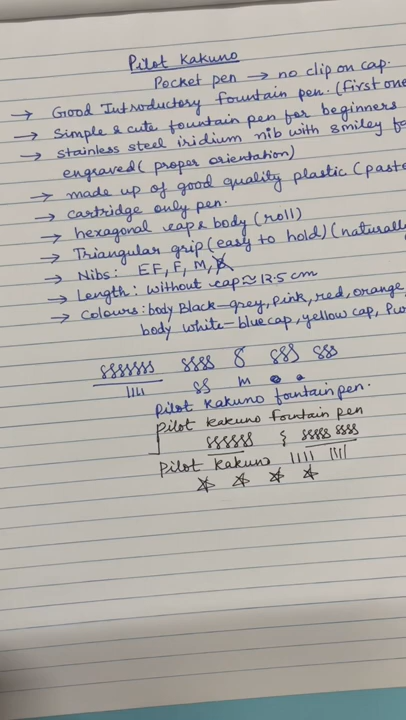 Pilot Kakuno
Pocket pen → no clip on cap.
→ Good Introductory fountain pen. (first one
→ Simple & cute fountain pen for beginners
→ stainless steel iridium nib with smiley fa
engraved (proper orientation)
→ made up of good quality plastic (paste
→ cartridge only pen.
→ hexagonal cap & body (roll)
→ Triangular grip (easy to hold) (naturally
→ Nibs: EF, F, M,
→ Length: without cap ≈ 12.5 cm
→ Colours: body Black-grey, Pink, red, orange,
body white-blue cap, yellow cap, Pu
Pilot Kakuno fountain pen.
Pilot Kakuno fountain pen
Pilot Kakuno